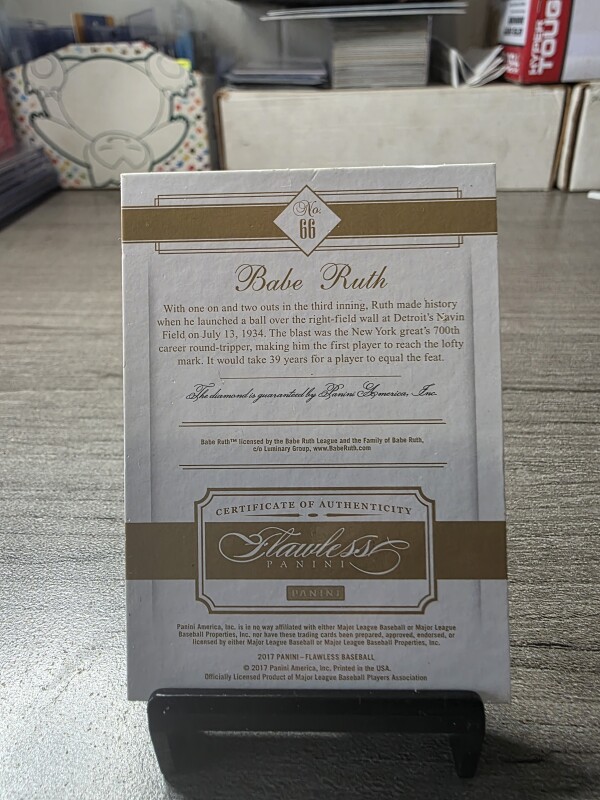 HYPER
TOUG
No.
66
Babe Ruth
With one on and two outs in the third inning, Ruth made history
when he launched a ball over the right-field wall at Detroit's Navin
Field on July 13, 1934. The blast was the New York great's 700th
career round-tripper, making him the first player to reach the lofty
mark. It would take 39 years for a player to equal the feat.
The diamond is guaranteed by Panini America, Inc.
Babe Ruth™ licensed by the Babe Ruth League and the Family of Babe Ruth,
c/o Luminary Group, www.BabeRuth.com
CERTIFICATE OF AUTHENTICITY
Flawless
PANINI
PANINI
Panini America, Inc. is in no way affiliated with either Major League Baseball or Major League
Baseball Properties, Inc. nor have these trading cards been prepared, approved, endorsed, or
licensed by either Major League Baseball or Major League Baseball Properties, Inc.
2017 PANINI – FLAWLESS BASEBALL
© 2017 Panini America, Inc. Printed in the USA.
Officially Licensed Product of Major League Baseball Players Association